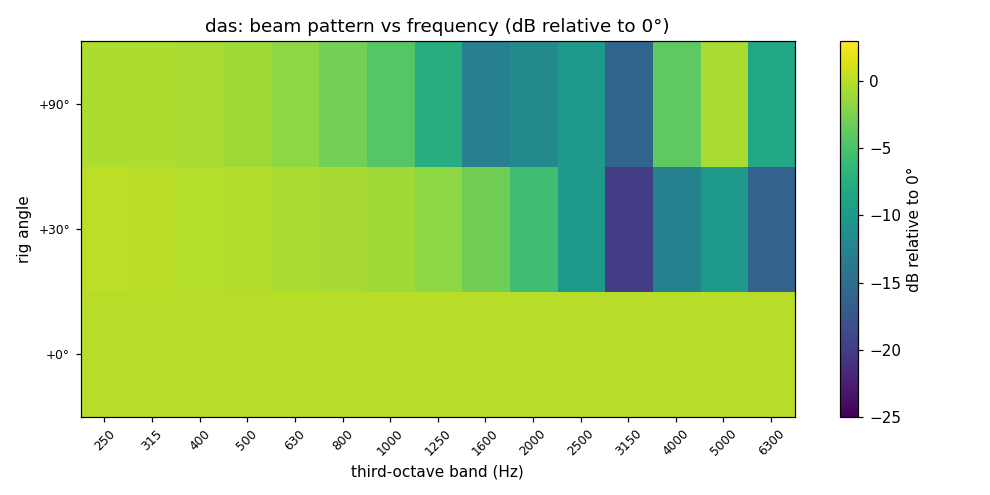 das: beam pattern vs frequency (dB relative to 0°)
+90°
+30°
+0°
rig angle
250 315 400 500 630 800 1000 1250 1600 2000 2500 3150 4000 5000 6300
third-octave band (Hz)
0
−5
−10
−15
−20
−25
dB relative to 0°